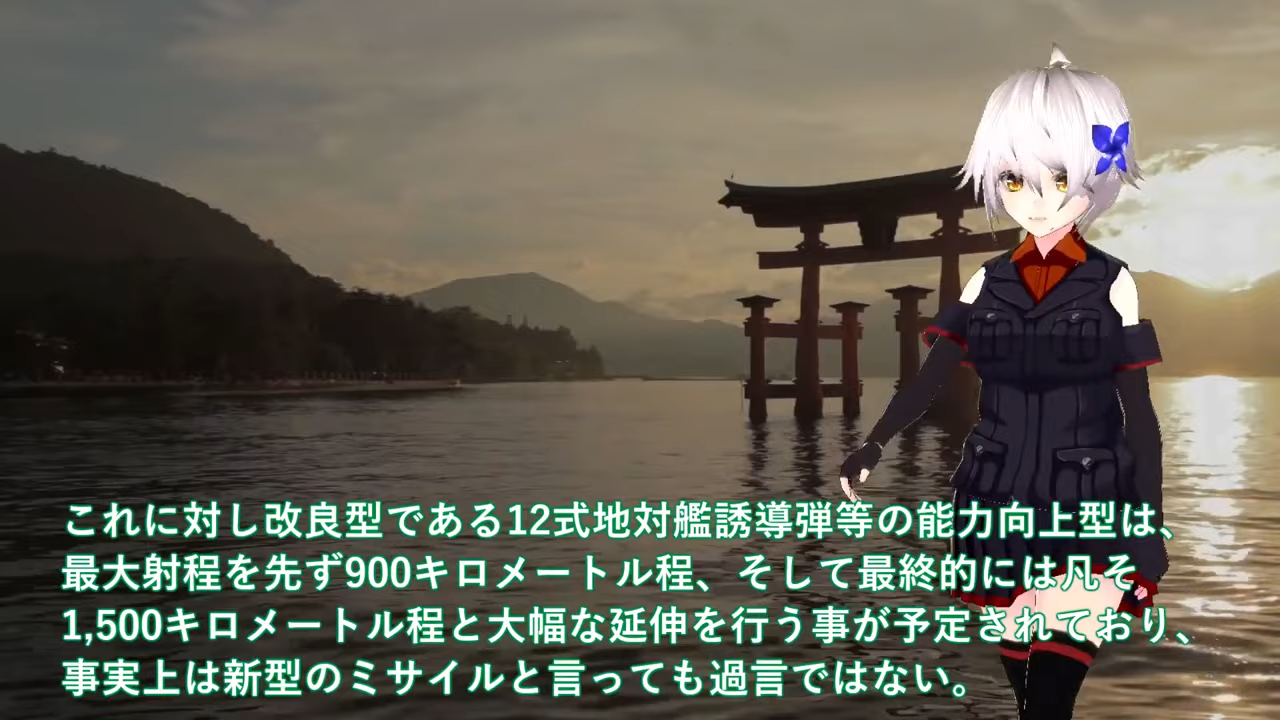 これに対し改良型である12式地対艦誘導弾等の能力向上型は、
最大射程を先ず900キロメートル程、そして最終的には凡そ
1,500キロメートル程と大幅な延伸を行う事が予定されており、
事実上は新型のミサイルと言っても過言ではない。